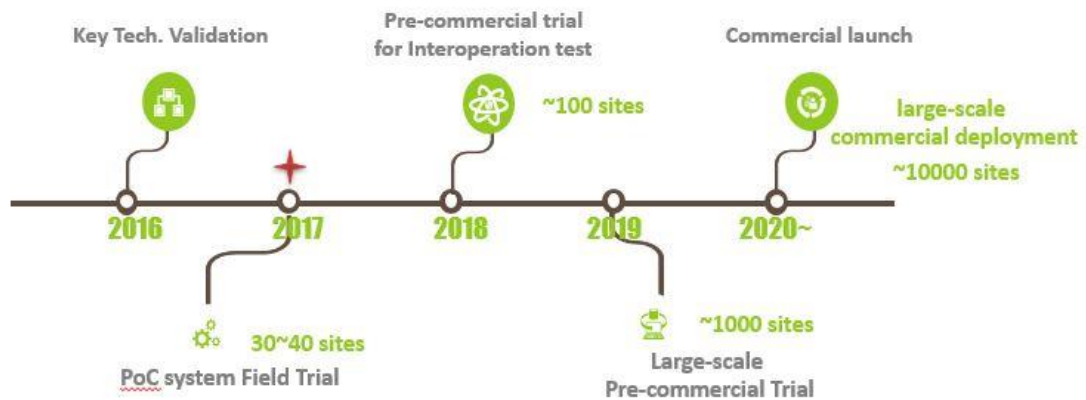 Key Tech. Validation
Pre-commercial trial
for Interoperation test
Commercial launch
~100 sites
large-scale
commercial deployment
~10000 sites
2016
2017
2018
2019
2020~
30~40 sites
PoC system Field Trial
~1000 sites
Large-scale
Pre-commercial Trial